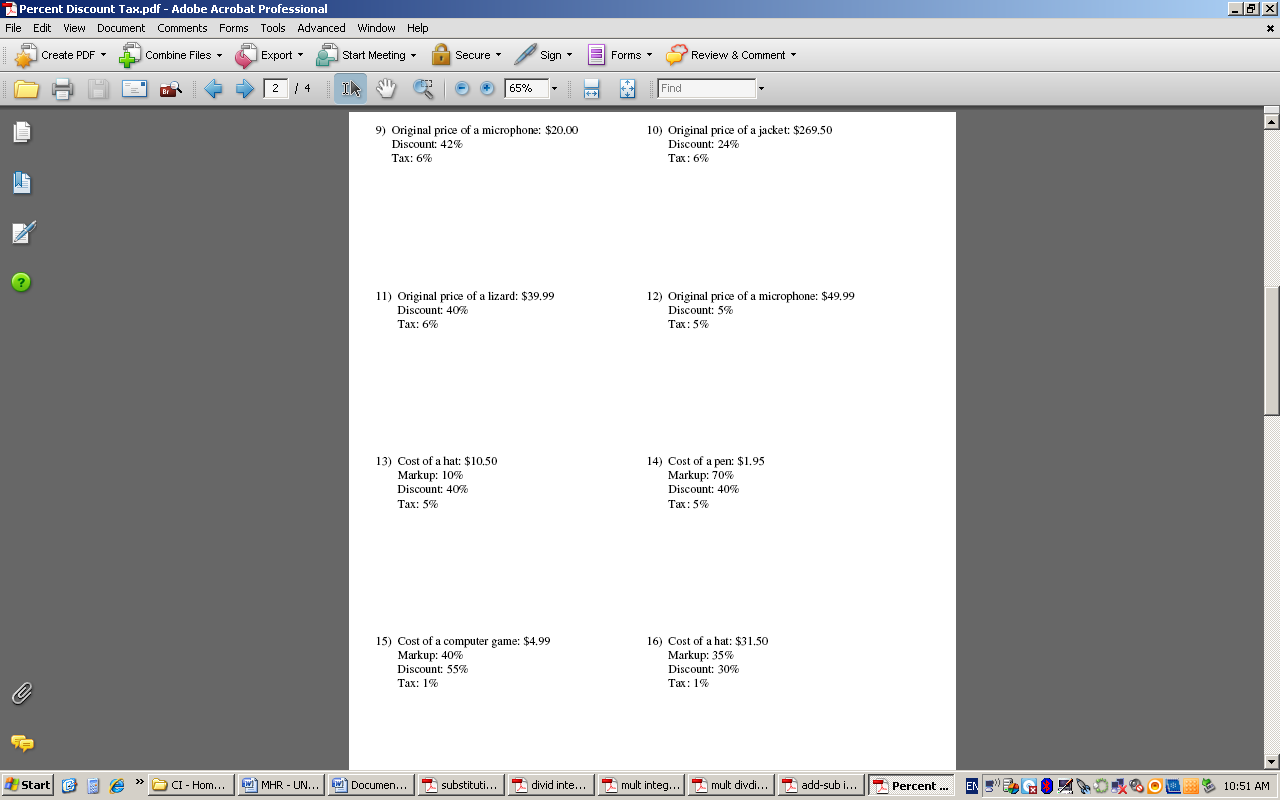 Percent Discount Tax.pdf - Adobe Acrobat Professional
File Edit View Document Comments Forms Tools Advanced Window Help
Create PDF Combine Files Export Start Meeting Secure Sign Forms Review & Comment
2 / 4 65% Find
9) Original price of a microphone: $20.00
Discount: 42%
Tax: 6%
10) Original price of a jacket: $269.50
Discount: 24%
Tax: 6%
11) Original price of a lizard: $39.99
Discount: 40%
Tax: 6%
12) Original price of a microphone: $49.99
Discount: 5%
Tax: 5%
13) Cost of a hat: $10.50
Markup: 10%
Discount: 40%
Tax: 5%
14) Cost of a pen: $1.95
Markup: 70%
Discount: 40%
Tax: 5%
15) Cost of a computer game: $4.99
Markup: 40%
Discount: 55%
Tax: 1%
16) Cost of a hat: $31.50
Markup: 35%
Discount: 30%
Tax: 1%
Start » CI - Hom... MHR - UN... Documen... substituti... divid inte... mult integ... mult divdi... add-sub i... Percent ... EN 10:51 AM